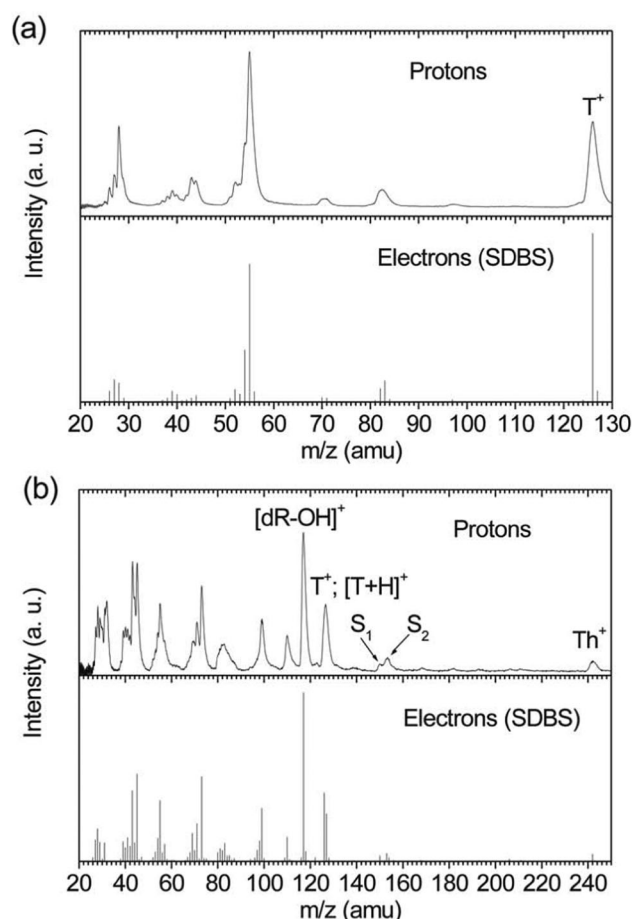 (a)
Protons
T+
Intensity (a. u.)
Electrons (SDBS)
20 30 40 50 60 70 80 90 100 110 120 130
m/z (amu)
(b)
[dR-OH]+
Protons
T+; [T+H]+
S1
S2
Th+
Intensity (a. u.)
Electrons (SDBS)
20 40 60 80 100 120 140 160 180 200 220 240
m/z (amu)